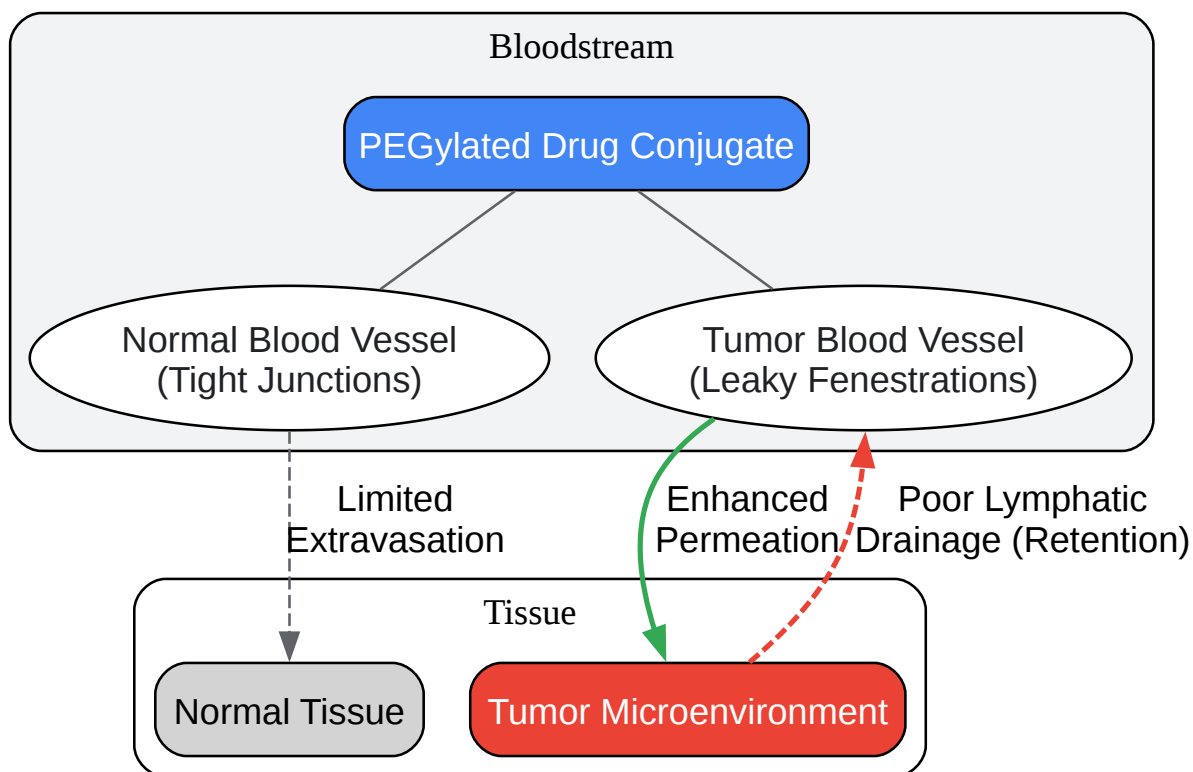 Bloodstream
PEGylated Drug Conjugate
Normal Blood Vessel
(Tight Junctions)
Tumor Blood Vessel
(Leaky Fenestrations)
Limited
Extravasation
Enhanced
Permeation
Poor Lymphatic
Drainage (Retention)
Tissue
Normal Tissue
Tumor Microenvironment